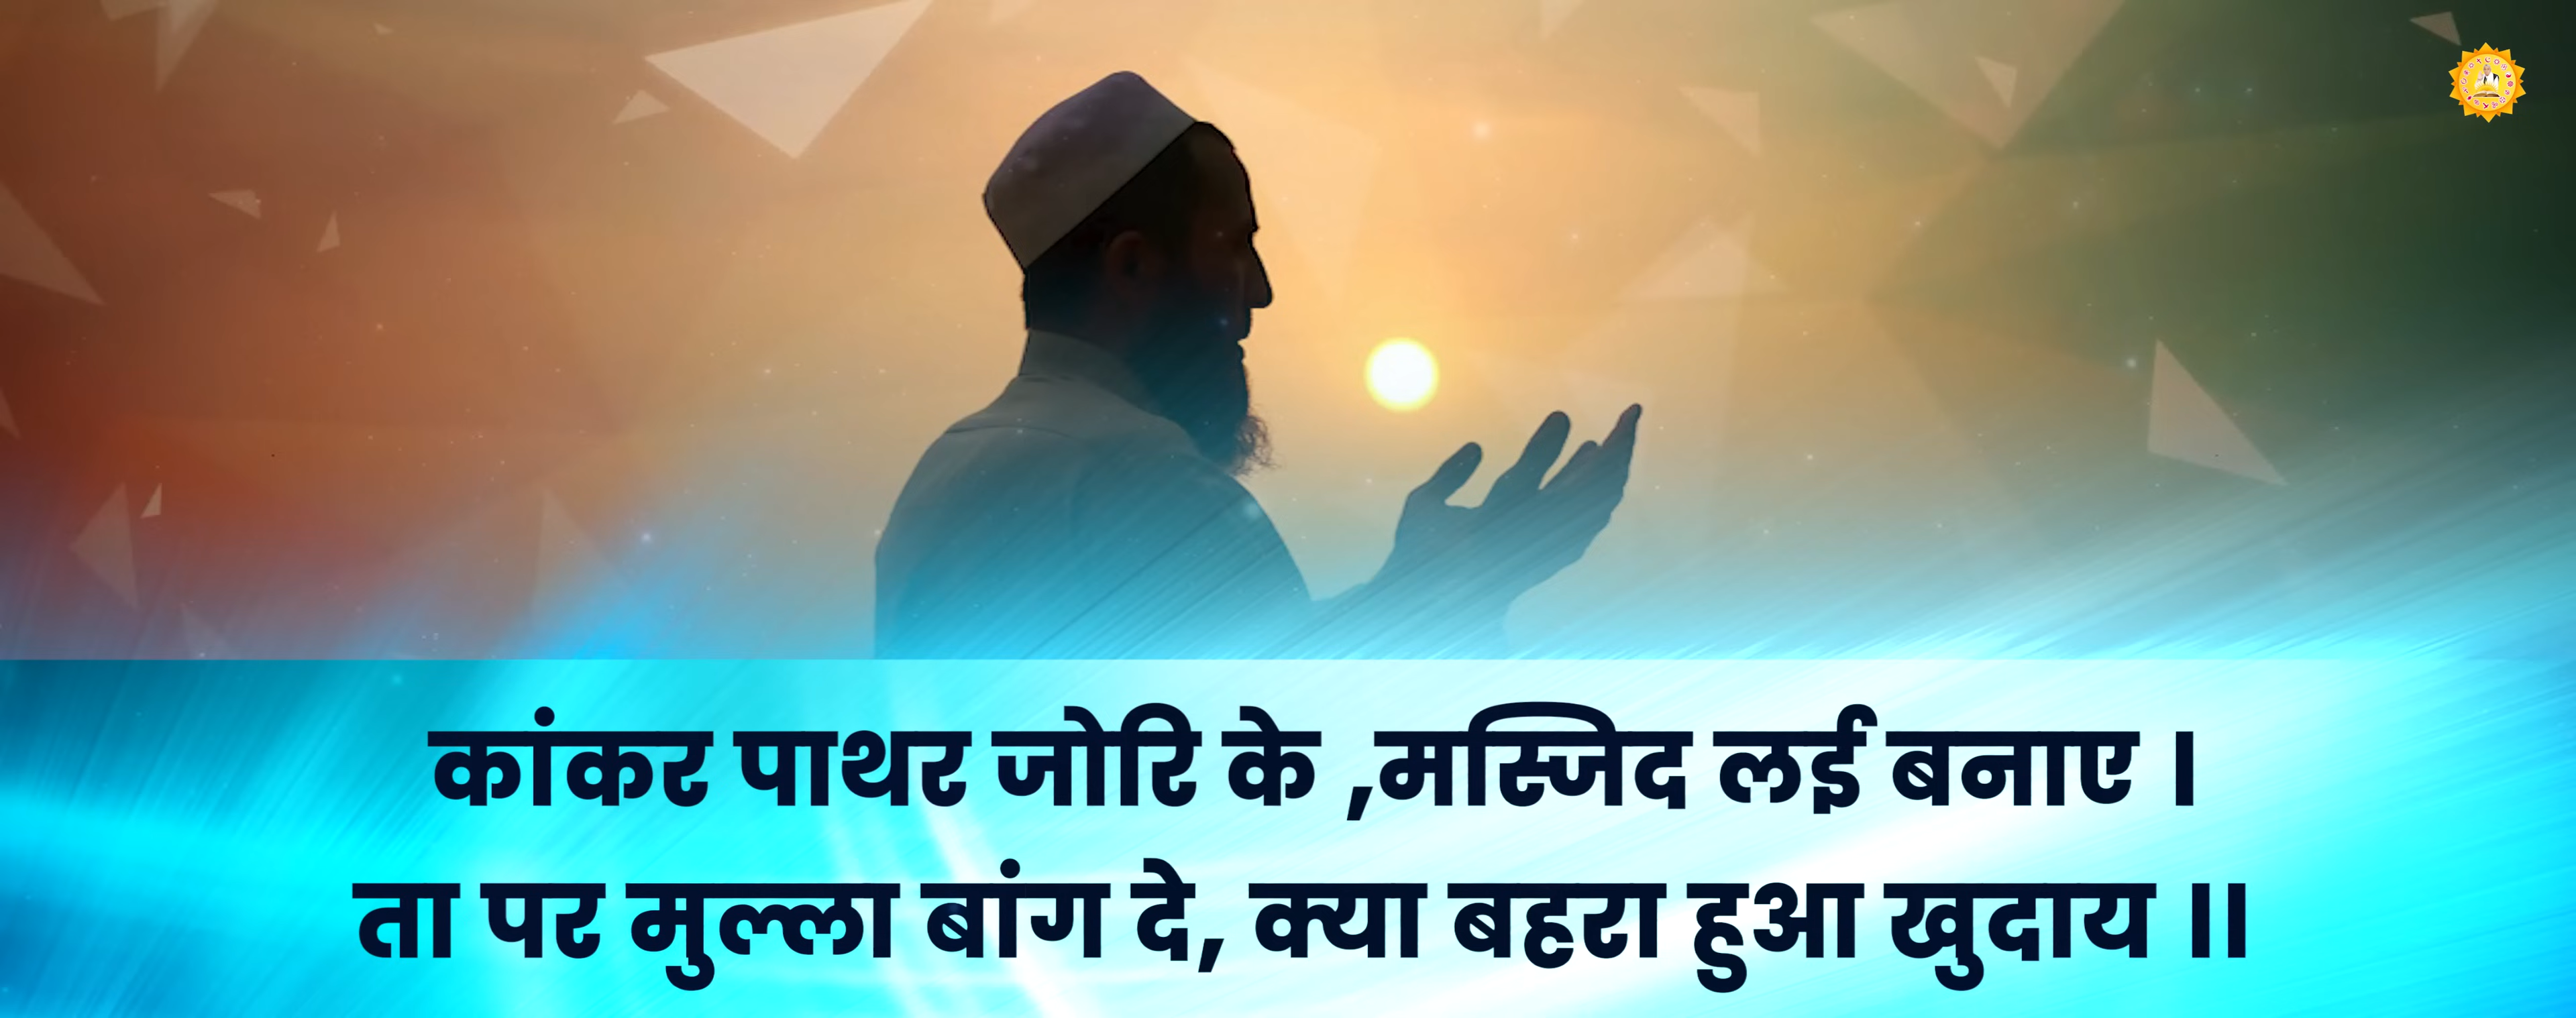 कांकर पाथर जोरि के ,मस्जिद लई बनाए ।
ता पर मुल्ला बांग दे, क्या बहरा हुआ खुदाय ।।